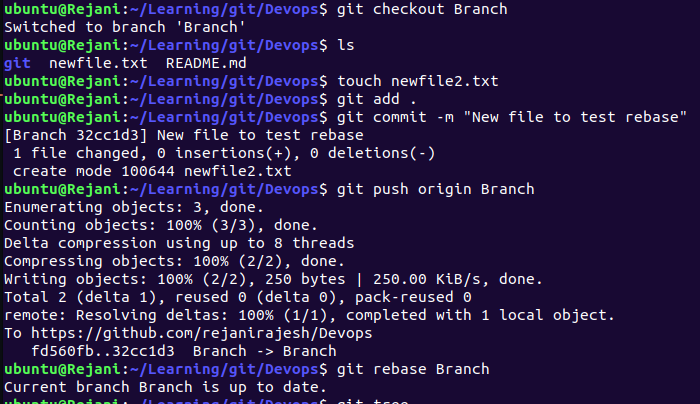 ubuntu@Rejani:~/Learning/git/Devops$ git checkout Branch
Switched to branch 'Branch'
ubuntu@Rejani:~/Learning/git/Devops$ ls
git  newfile.txt  README.md
ubuntu@Rejani:~/Learning/git/Devops$ touch newfile2.txt
ubuntu@Rejani:~/Learning/git/Devops$ git add .
ubuntu@Rejani:~/Learning/git/Devops$ git commit -m "New file to test rebase"
[Branch 32cc1d3] New file to test rebase
 1 file changed, 0 insertions(+), 0 deletions(-)
 create mode 100644 newfile2.txt
ubuntu@Rejani:~/Learning/git/Devops$ git push origin Branch
Enumerating objects: 3, done.
Counting objects: 100% (3/3), done.
Delta compression using up to 8 threads
Compressing objects: 100% (2/2), done.
Writing objects: 100% (2/2), 250 bytes | 250.00 KiB/s, done.
Total 2 (delta 1), reused 0 (delta 0), pack-reused 0
remote: Resolving deltas: 100% (1/1), completed with 1 local object.
To https://github.com/rejanirajesh/Devops
   fd560fb..32cc1d3  Branch -> Branch
ubuntu@Rejani:~/Learning/git/Devops$ git rebase Branch
Current branch Branch is up to date.
ubuntu@Rejani:~/Learning/git/Devops$ git tree